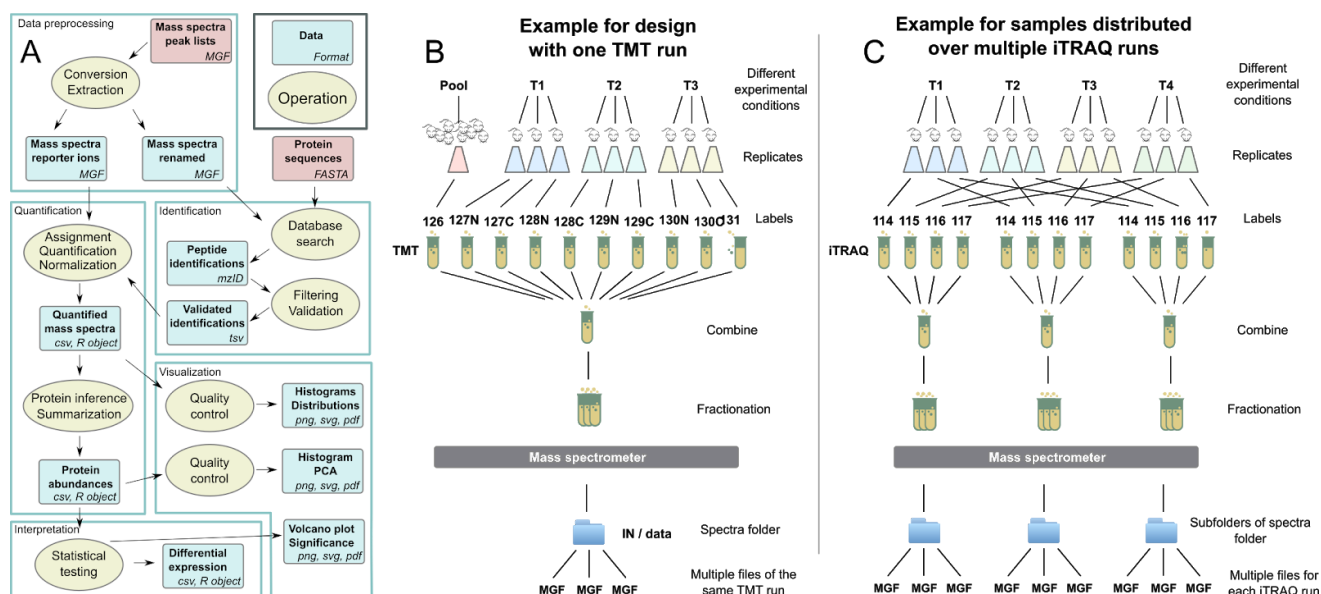 A
Data preprocessing
Mass spectra
peak lists
MGF
Conversion
Extraction
Mass spectra
reporter ions
MGF
Mass spectra
renamed
MGF
Data
Format
Operation
Protein
sequences
FASTA
Quantification
Assignment
Quantification
Normalization
Quantified
mass spectra
csv, R object
Protein inference
Summarization
Protein
abundances
csv, R object
Identification
Database
search
Peptide
identifications
mzID
Filtering
Validation
Validated
identifications
tsv
Visualization
Quality
control
Histograms
Distributions
png, svg, pdf
Quality
control
Histogram
PCA
png, svg, pdf
Volcano plot
Significance
png, svg, pdf
Interpretation
Statistical
testing
Differential
expression
csv, R object
B
Example for design
with one TMT run
Pool T1 T2 T3
Different
experimental
conditions
Replicates
126 127N 127C 128N 128C 129N 129C 130N 130C 131
Labels
TMT
Combine
Fractionation
Mass spectrometer
IN / data
Spectra folder
MGF MGF MGF
Multiple files of the
same TMT run
C
Example for samples distributed
over multiple iTRAQ runs
T1 T2 T3 T4
Different
experimental
conditions
Replicates
114 115 116 117 114 115 116 117 114 115 116 117
Labels
iTRAQ
Combine
Fractionation
Mass spectrometer
Subfolders of spectra
folder
MGF MGF MGF MGF MGF MGF MGF MGF MGF
Multiple files for
each iTRAQ run